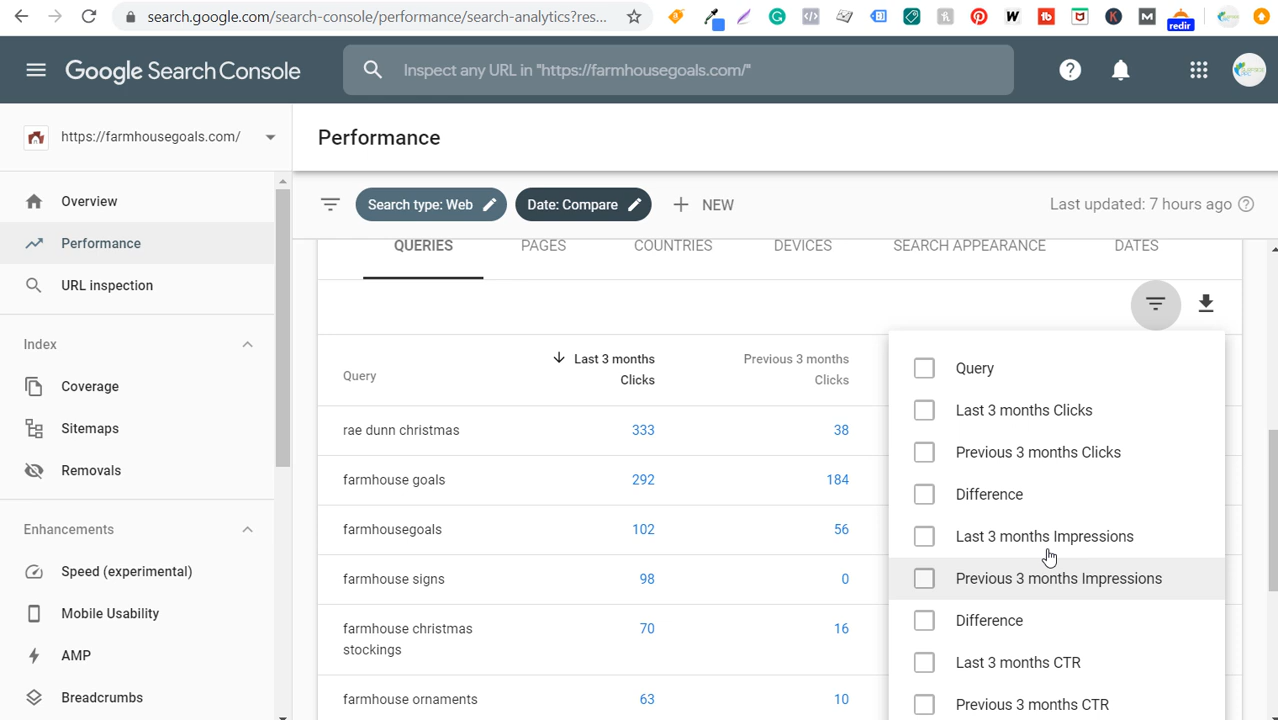 search.google.com/search-console/performance/search-analytics?res...
redir
Google Search Console
Inspect any URL in "https://farmhousegoals.com/"
https://farmhousegoals.com/
Performance
Overview
Performance
URL inspection
Index
Coverage
Sitemaps
Removals
Enhancements
Speed (experimental)
Mobile Usability
AMP
Breadcrumbs
Search type: Web
Date: Compare
NEW
Last updated: 7 hours ago
QUERIES PAGES COUNTRIES DEVICES SEARCH APPEARANCE DATES
Query
Last 3 months
Clicks
Previous 3 months
Clicks
rae dunn christmas 333 38
farmhouse goals 292 184
farmhousegoals 102 56
farmhouse signs 98 0
farmhouse christmas
stockings 70 16
farmhouse ornaments 63 10
Query
Last 3 months Clicks
Previous 3 months Clicks
Difference
Last 3 months Impressions
Previous 3 months Impressions
Difference
Last 3 months CTR
Previous 3 months CTR